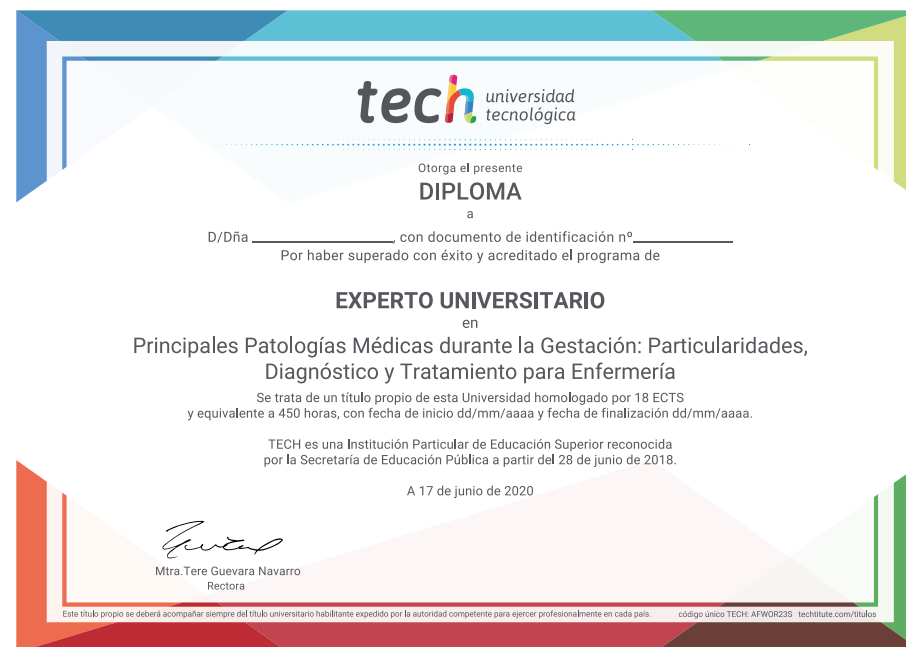 tech universidad
tecnológica
Otorga el presente
DIPLOMA
a
D/Dña ____________________, con documento de identificación nº______________
Por haber superado con éxito y acreditado el programa de
EXPERTO UNIVERSITARIO
en
Principales Patologías Médicas durante la Gestación: Particularidades,
Diagnóstico y Tratamiento para Enfermería
Se trata de un título propio de esta Universidad homologado por 18 ECTS
y equivalente a 450 horas, con fecha de inicio dd/mm/aaaa y fecha de finalización dd/mm/aaaa.
TECH es una Institución Particular de Educación Superior reconocida
por la Secretaría de Educación Pública a partir del 28 de junio de 2018.
A 17 de junio de 2020
Mtra.Tere Guevara Navarro
Rectora
Este título propio se deberá acompañar siempre del título universitario habilitante expedido por la autoridad competente para ejercer profesionalmente en cada país. código único TECH: AFWOR23S techtitute.com/titulos